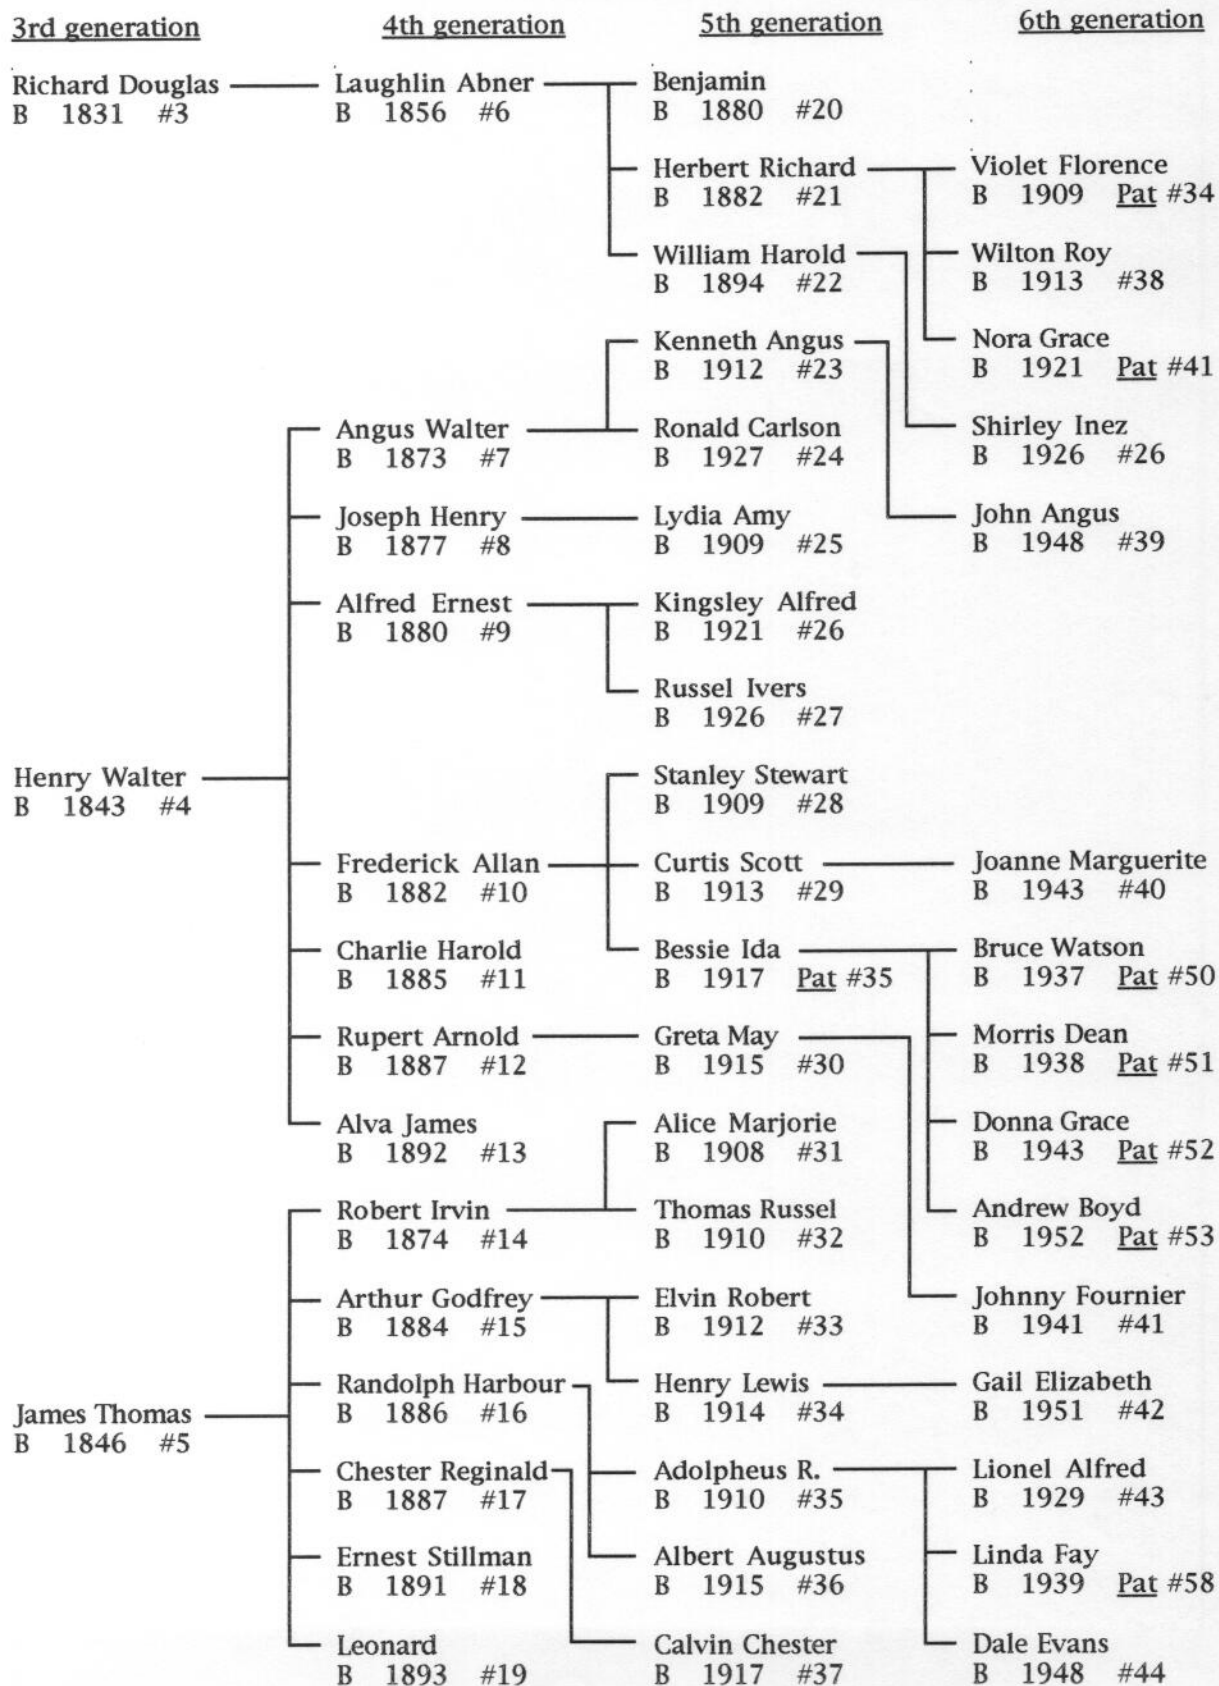 3rd generation 4th generation 5th generation 6th generation
Richard Douglas Laughlin Abner Benjamin
B 1831 #3 B 1856 #6 B 1880 #20
Herbert Richard Violet Florence
B 1882 #21 B 1909 Pat #34
William Harold Wilton Roy
B 1894 #22 B 1913 #38
Kenneth Angus Nora Grace
B 1912 #23 B 1921 Pat #41
Angus Walter Ronald Carlson Shirley Inez
B 1873 #7 B 1927 #24 B 1926 #26
Joseph Henry Lydia Amy John Angus
B 1877 #8 B 1909 #25 B 1948 #39
Alfred Ernest Kingsley Alfred
B 1880 #9 B 1921 #26
Russel Ivers
B 1926 #27
Henry Walter Stanley Stewart
B 1843 #4 B 1909 #28
Frederick Allan Curtis Scott Joanne Marguerite
B 1882 #10 B 1913 #29 B 1943 #40
Charlie Harold Bessie Ida Bruce Watson
B 1885 #11 B 1917 Pat #35 B 1937 Pat #50
Rupert Arnold Greta May Morris Dean
B 1887 #12 B 1915 #30 B 1938 Pat #51
Alva James Alice Marjorie Donna Grace
B 1892 #13 B 1908 #31 B 1943 Pat #52
Robert Irvin Thomas Russel Andrew Boyd
B 1874 #14 B 1910 #32 B 1952 Pat #53
Arthur Godfrey Elvin Robert Johnny Fournier
B 1884 #15 B 1912 #33 B 1941 #41
Randolph Harbour Henry Lewis Gail Elizabeth
B 1886 #16 B 1914 #34 B 1951 #42
James Thomas
B 1846 #5
Chester Reginald Adolpheus R. Lionel Alfred
B 1887 #17 B 1910 #35 B 1929 #43
Ernest Stillman Albert Augustus Linda Fay
B 1891 #18 B 1915 #36 B 1939 Pat #58
Leonard Calvin Chester Dale Evans
B 1893 #19 B 1917 #37 B 1948 #44